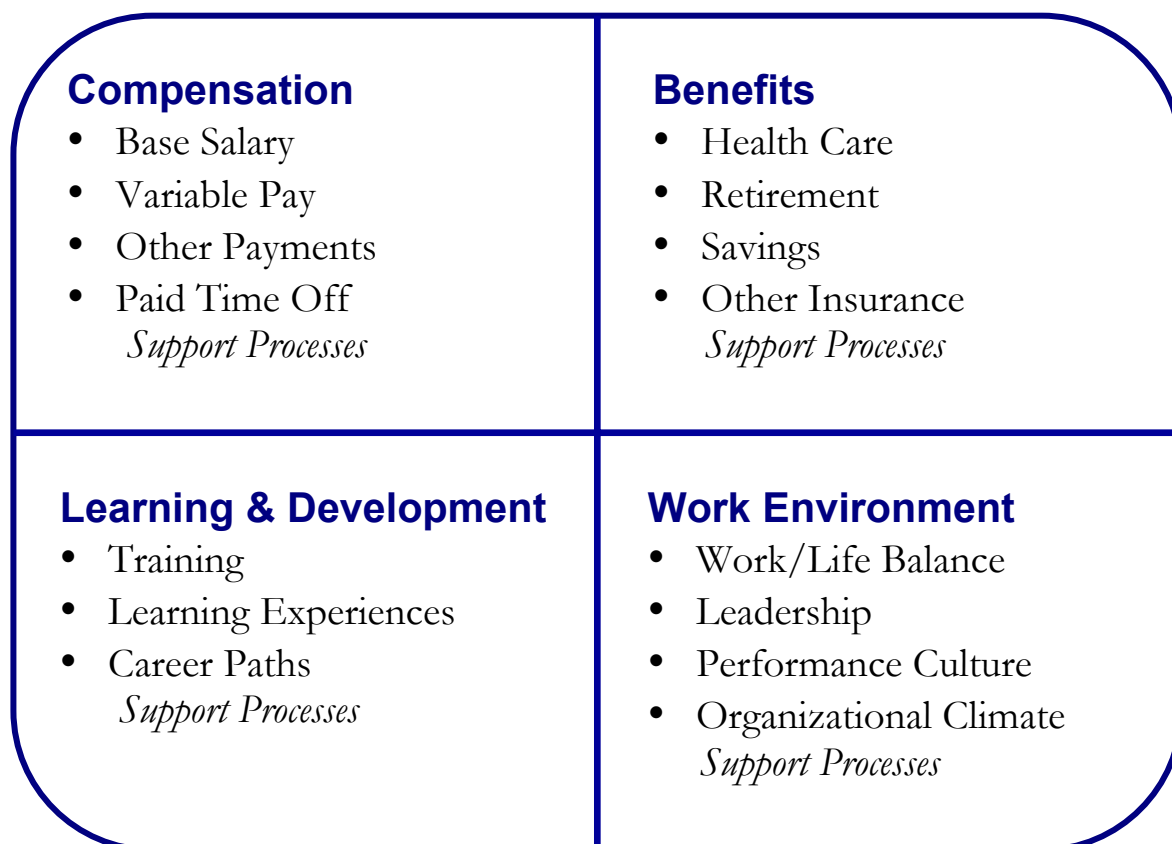 Compensation
• Base Salary
• Variable Pay
• Other Payments
• Paid Time Off
Support Processes
Benefits
• Health Care
• Retirement
• Savings
• Other Insurance
Support Processes
Learning & Development
• Training
• Learning Experiences
• Career Paths
Support Processes
Work Environment
• Work/Life Balance
• Leadership
• Performance Culture
• Organizational Climate
Support Processes